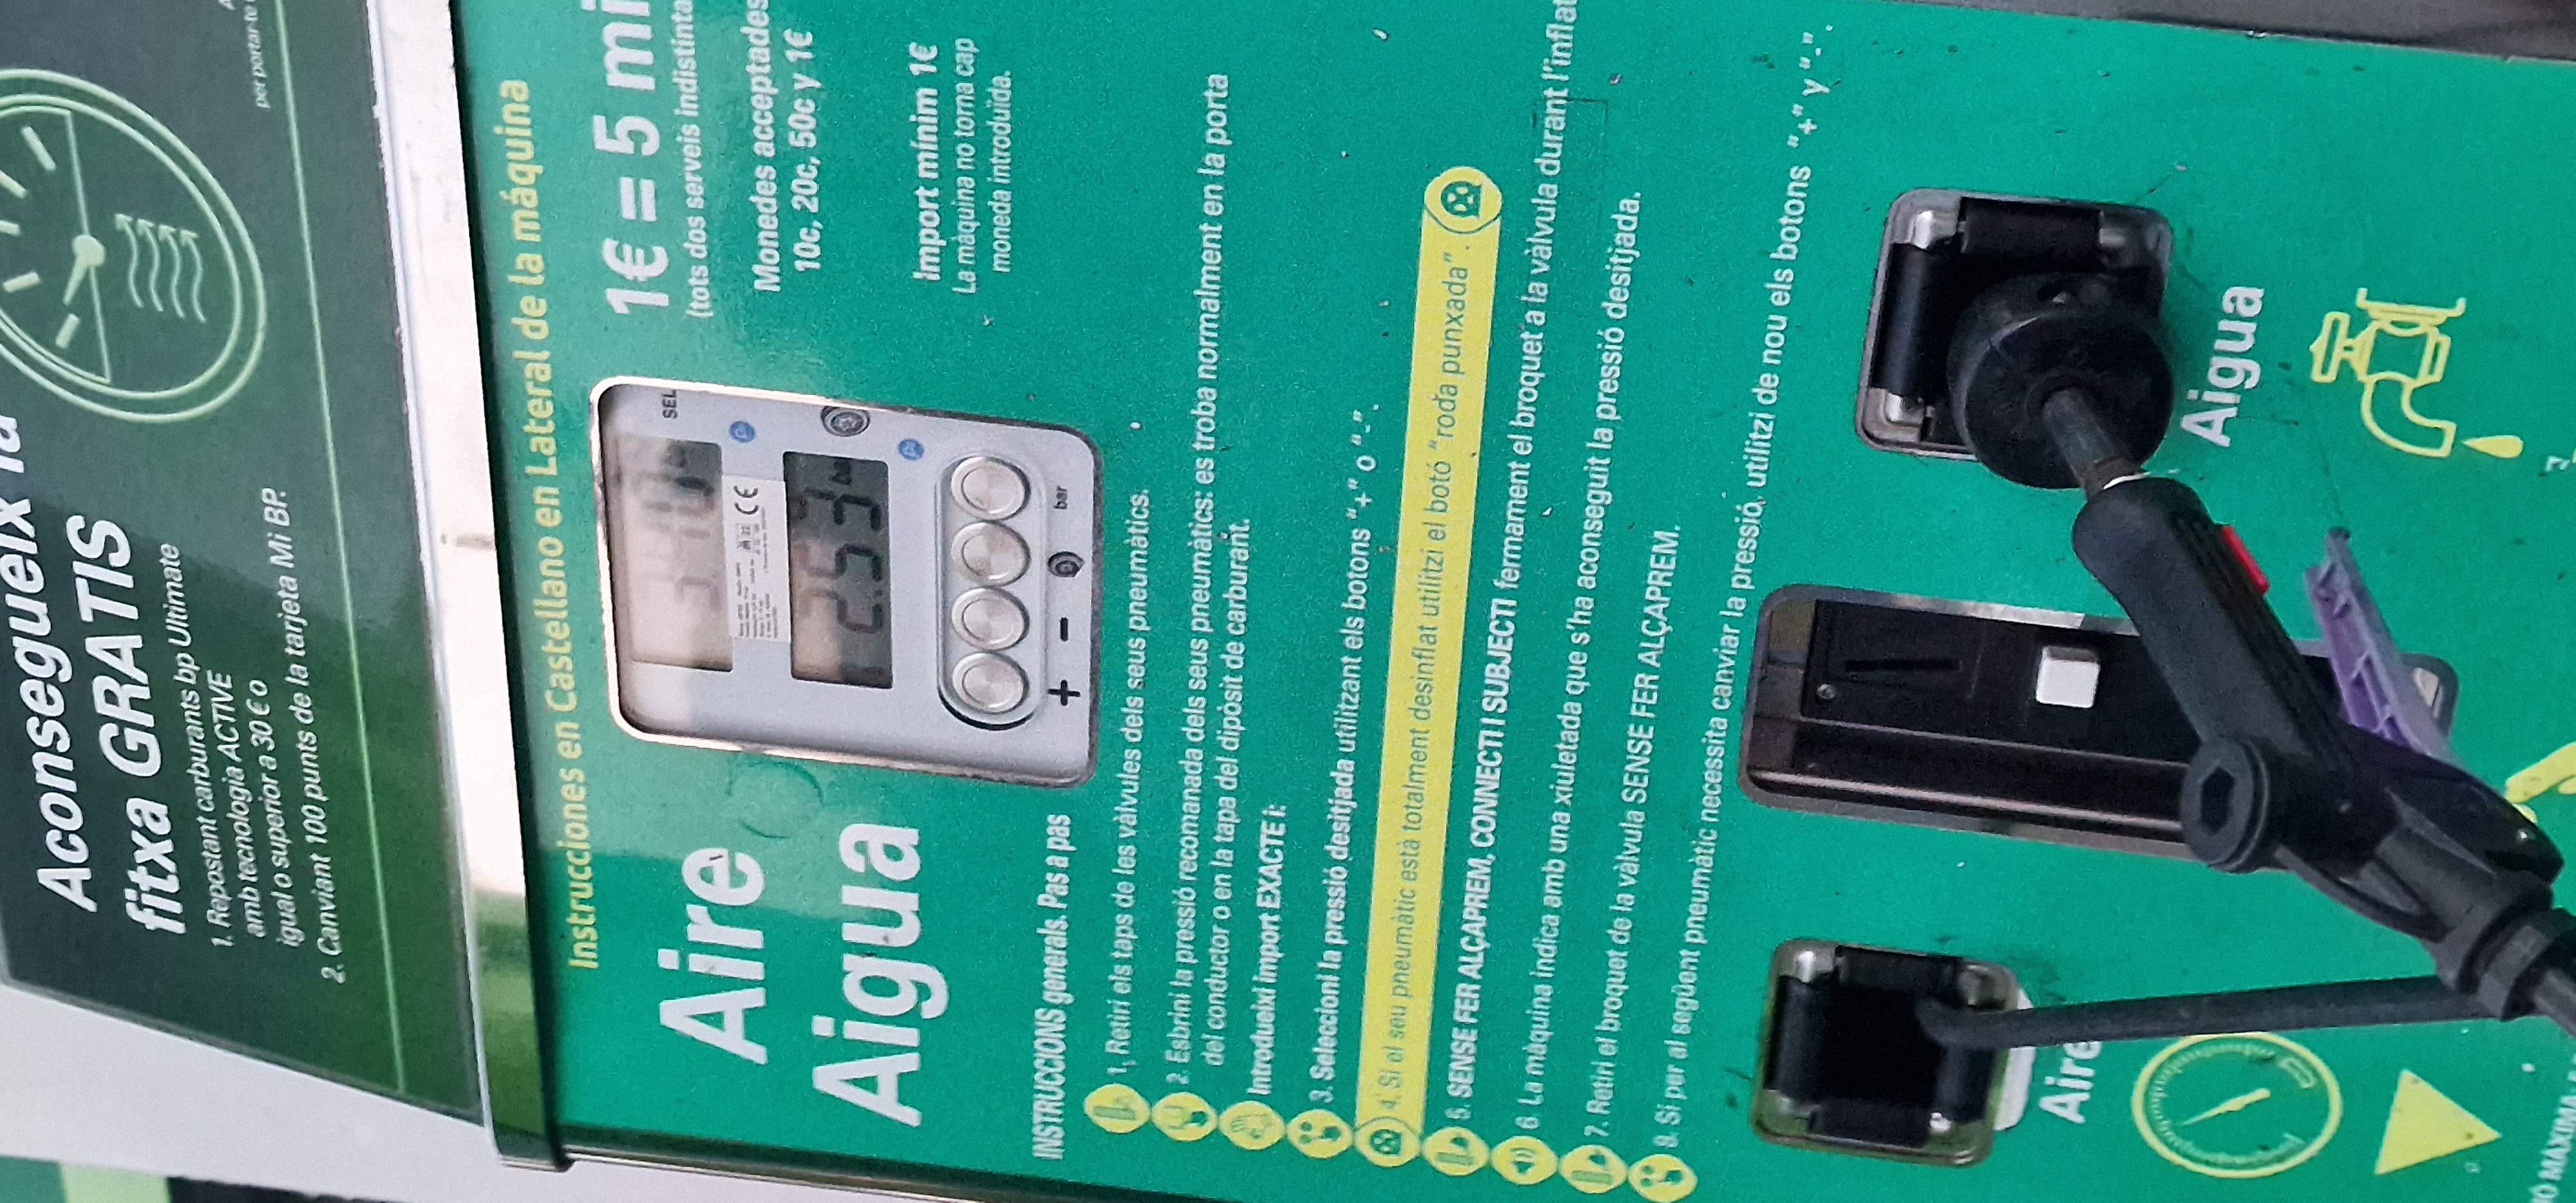 Aconsegueix la
fitxa GRATIS
1. Repostant carburants bp Ultimate
amb tecnologia ACTIVE
igual o superior a 30 € o
2. Canviant 100 punts de la tarjeta Mi BP.
per portar-te
Instrucciones en Castellano en Lateral de la máquina
Aire
Aigua
SEL
CE
2.53 bar
+ - bar
1€ = 5 mi
(tots dos serveis indistinta
Monedes acceptades
10c, 20c, 50c y 1€
Import mínim 1€
La màquina no torna cap
moneda introduïda.
INSTRUCCIONS generals. Pas a pas
1, Retiri els taps de les vàlvules dels seus pneumàtics.
2. Esbrini la pressió recomanada dels seus pneumàtics: es troba normalment en la porta
del conductor o en la tapa del dipòsit de carburant.
Introdueixi import EXACTE i:
3. Seleccioni la pressió desitjada utilitzant els botons "+" o "-".
4. Si el seu pneumàtic està totalment desinflat utilitzi el botó "roda punxada".
5. SENSE FER ALÇAPREM, CONNECTI I SUBJECTI fermament el broquet a la vàlvula durant l'inflat
6. La màquina indica amb una xiuletada que s'ha aconseguit la pressió desitjada.
7. Retiri el broquet de la vàlvula SENSE FER ALÇAPREM.
8. Si per al següent pneumàtic necessita canviar la pressió, utilitzi de nou els botons "+" y "-".
Aire
Aigua
MÀXIMA: